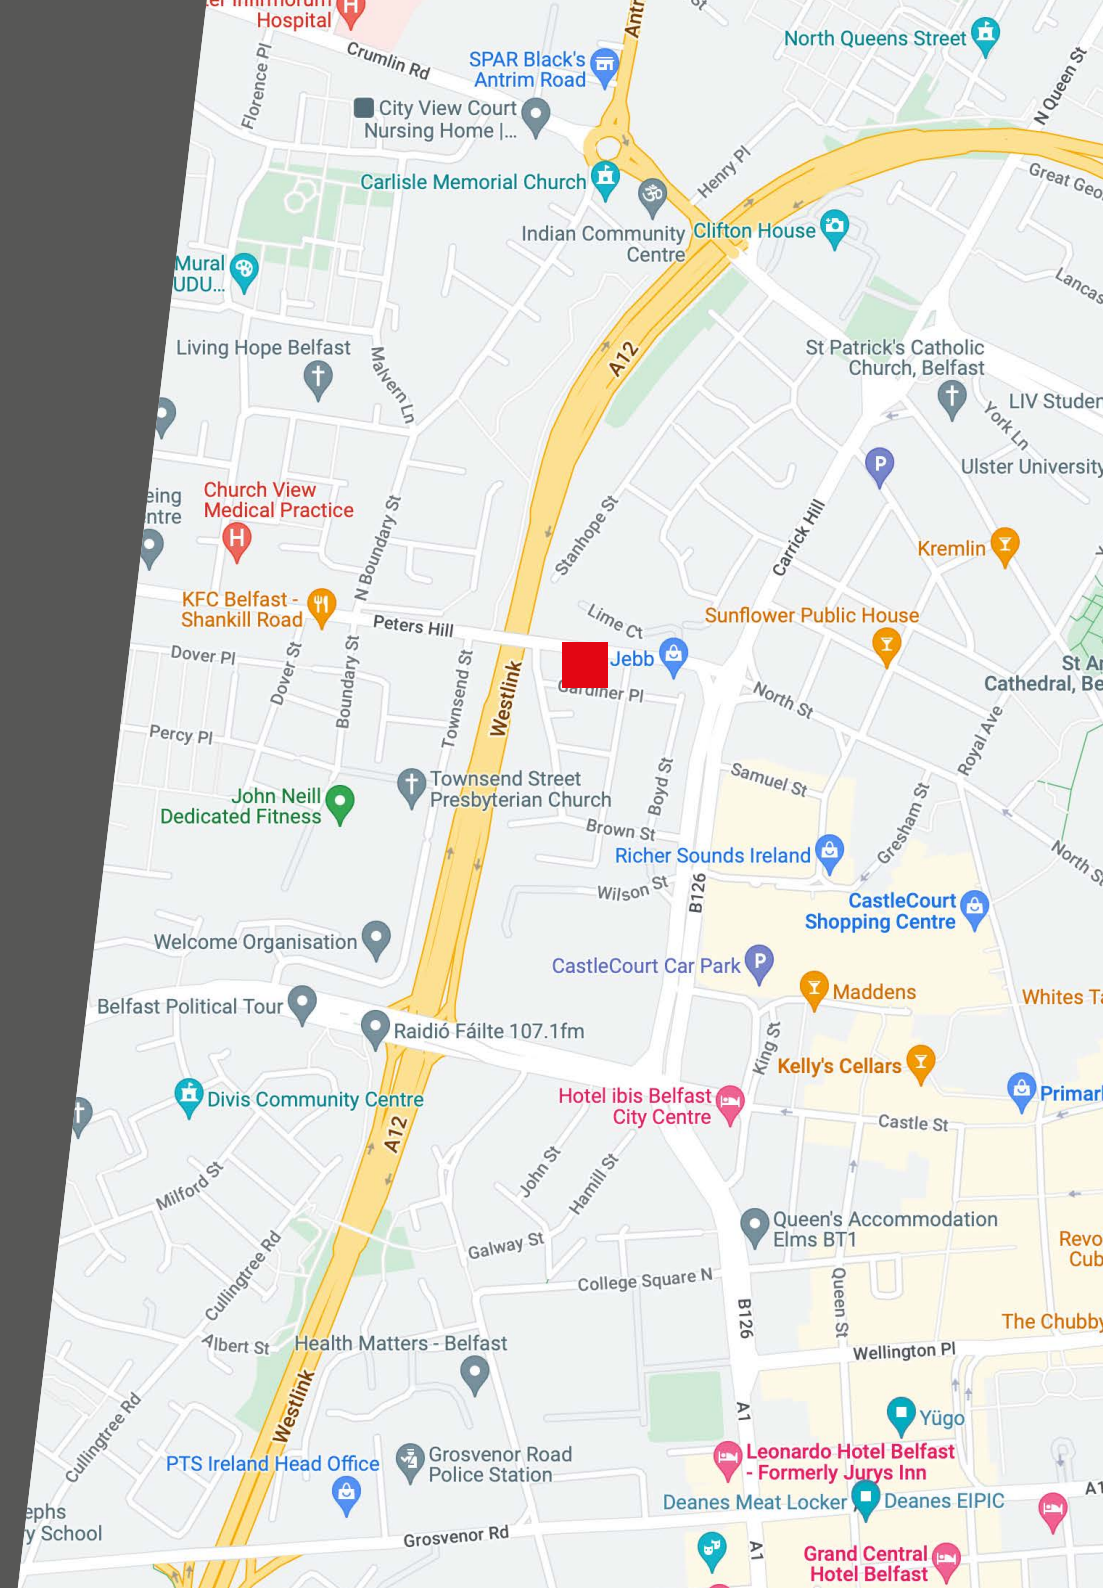 Hospital
Crumlin Rd
Antr
St
North Queens Street
N Queen St
SPAR Black's
Antrim Road
Florence Pl
City View Court
Nursing Home |...
Carlisle Memorial Church
Henry Pl
Great Geo
Indian Community
Centre
Clifton House
Mural
UDU...
Lancas
A12
Living Hope Belfast
Malvern Ln
St Patrick's Catholic
Church, Belfast
LIV Studen
York Ln
Ulster University
Church View
Medical Practice
eing
ntre
N Boundary St
Stanhope St
Carrick Hill
Kremlin
KFC Belfast -
Shankill Road
Peters Hill
Lime Ct
Sunflower Public House
Dover Pl
Dover St
Boundary St
Townsend St
Westlink
Jebb
Gardiner Pl
North St
St A
Cathedral, Be
Percy Pl
Royal Ave
Townsend Street
Presbyterian Church
Boyd St
Samuel St
John Neill
Dedicated Fitness
Brown St
Gresham St
North St
Richer Sounds Ireland
Wilson St
B126
CastleCourt
Shopping Centre
Welcome Organisation
CastleCourt Car Park
Maddens
Whites Ta
Belfast Political Tour
Raidió Fáilte 107.1fm
King St
Kelly's Cellars
Divis Community Centre
Hotel ibis Belfast
City Centre
Primark
Castle St
A12
John St
Hamill St
Milford St
Queen's Accommodation
Elms BT1
Galway St
Cullingtree Rd
College Square N
Queen St
Revo
Cub
B126
The Chubby
Albert St
Health Matters - Belfast
Wellington Pl
Westlink
Cullingtree Rd
A1
Yügo
PTS Ireland Head Office
Grosvenor Road
Police Station
Leonardo Hotel Belfast
- Formerly Jurys Inn
Deanes Meat Locker
Deanes EIPIC
A1
ephs
y School
Grosvenor Rd
A1
Grand Central
Hotel Belfast